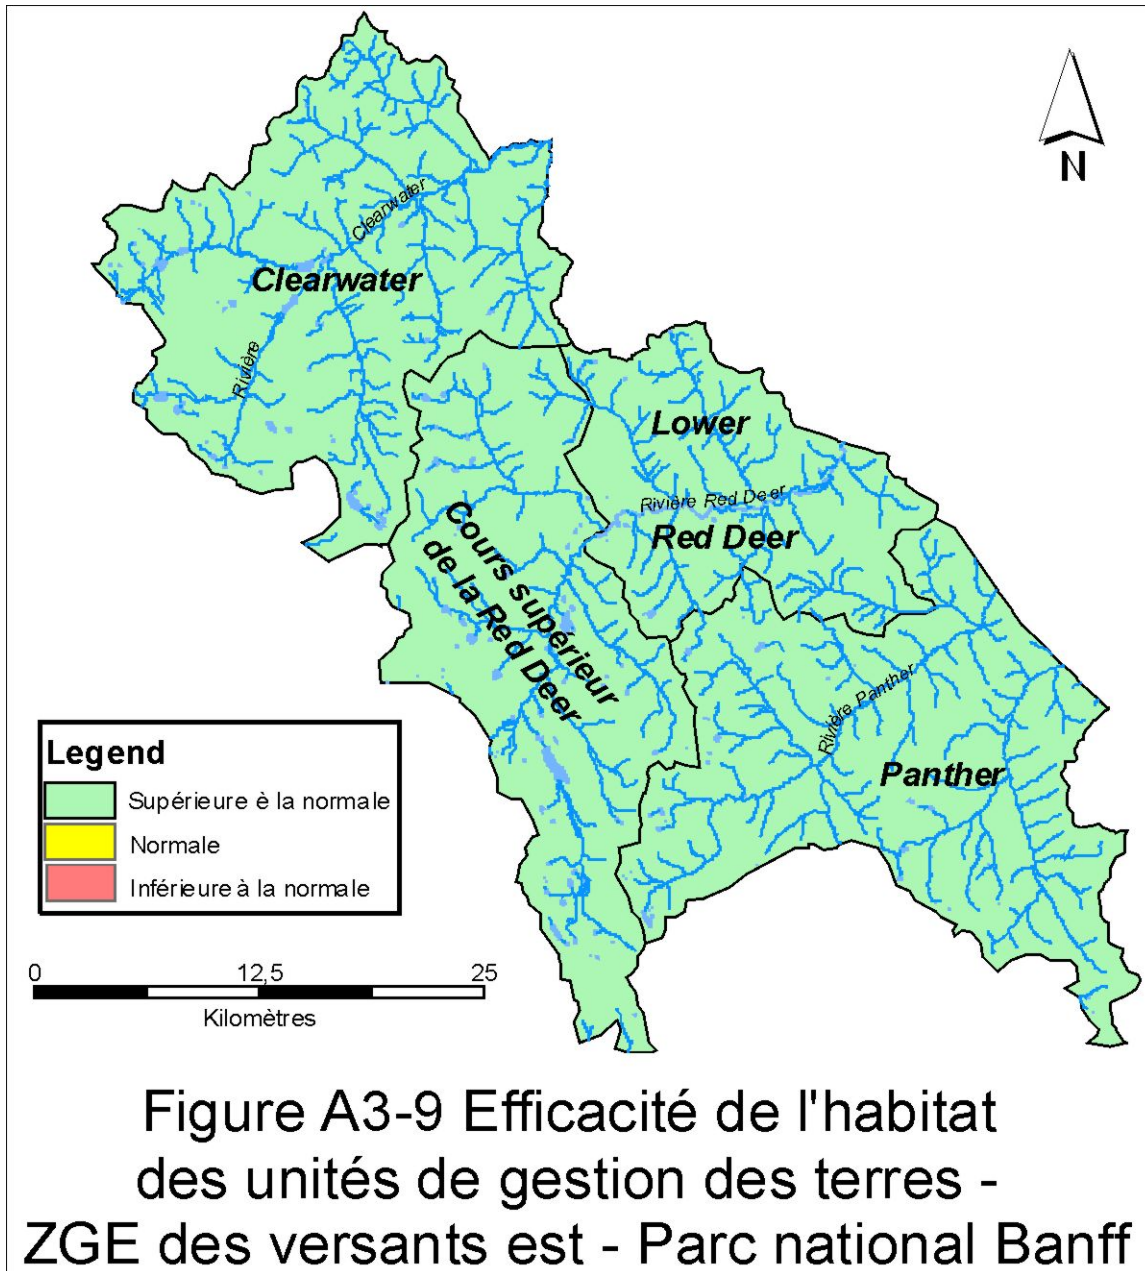 N
Clearwater
Clearwater
Rivière
Lower
Rivière Red Deer
Red Deer
Cours supérieur
de la Red Deer
Rivière Panther
Panther
Legend
Supérieure è la normale
Normale
Inférieure à la normale
0 12,5 25
Kilomètres
Figure A3-9 Efficacité de l'habitat
des unités de gestion des terres -
ZGE des versants est - Parc national Banff